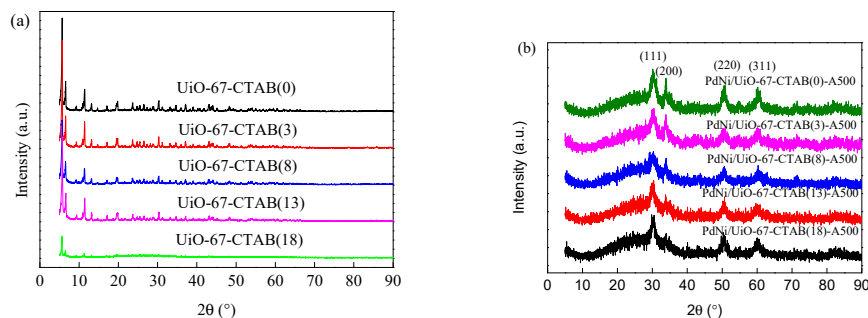 (a)
Intensity (a.u.)
UiO-67-CTAB(0)
UiO-67-CTAB(3)
UiO-67-CTAB(8)
UiO-67-CTAB(13)
UiO-67-CTAB(18)
0 10 20 30 40 50 60 70 80 90
2θ (°)
(b)
Intensity (a.u.)
(111)
(200)
(220) (311)
PdNi/UiO-67-CTAB(0)-A500
PdNi/UiO-67-CTAB(3)-A500
PdNi/UiO-67-CTAB(8)-A500
PdNi/UiO-67-CTAB(13)-A500
PdNi/UiO-67-CTAB(18)-A500
0 10 20 30 40 50 60 70 80 90
2θ (°)